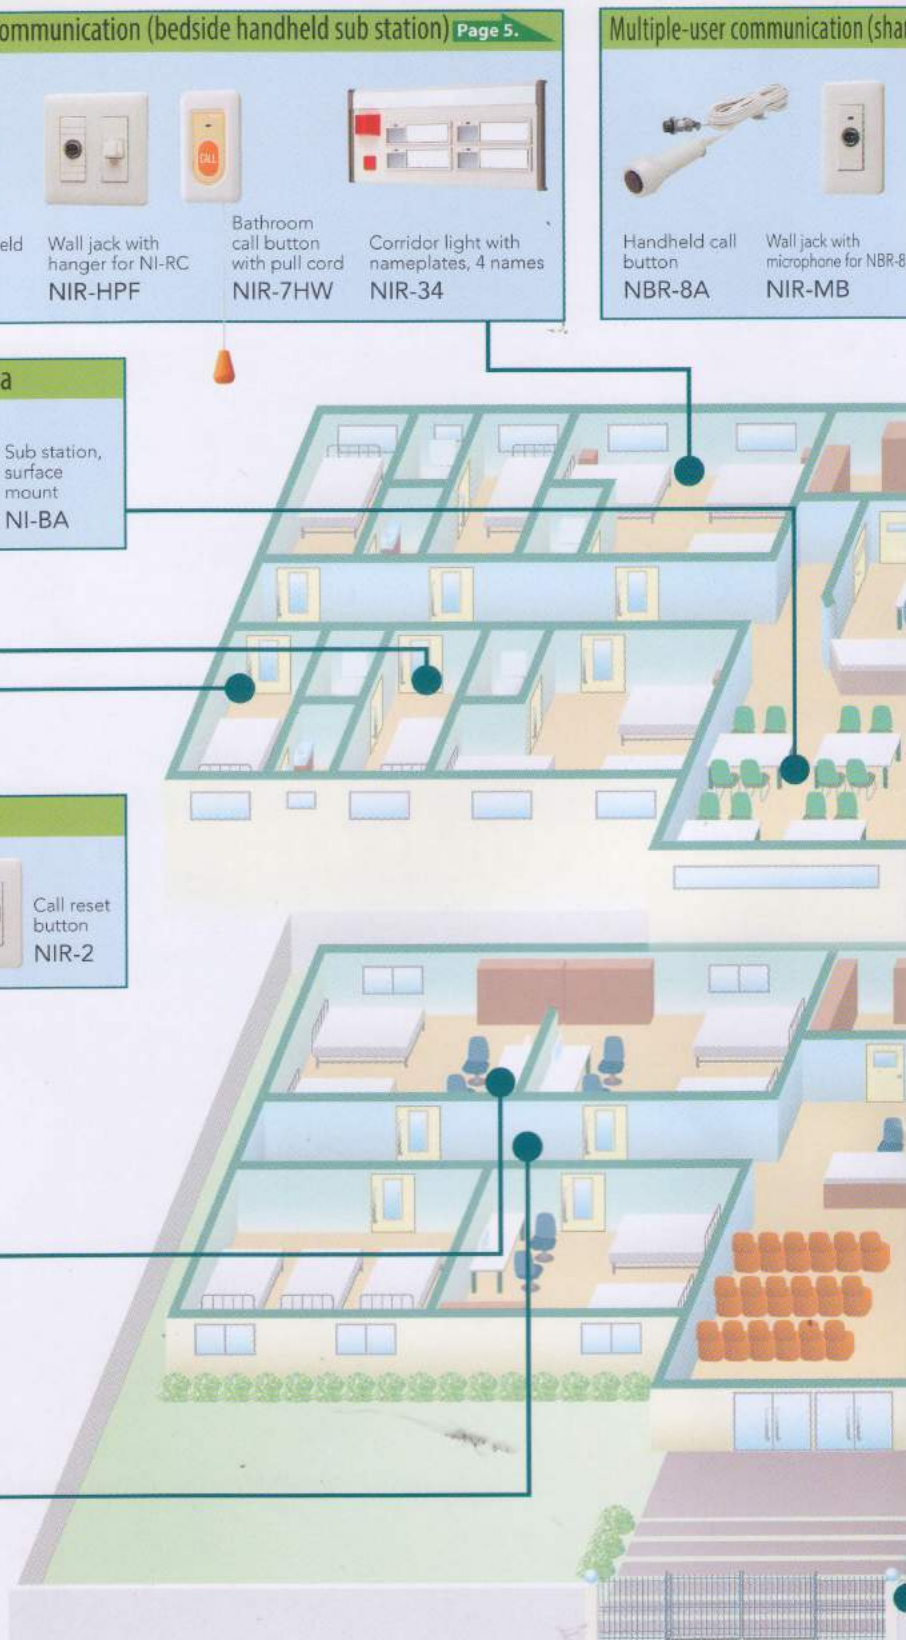 ommunication (bedside handheld sub station) Page 5.
eld
Wall jack with
hanger for NI-RC
NIR-HPF
CALL
Bathroom
call button
with pull cord
NIR-7HW
Corridor light with
nameplates, 4 names
NIR-34
Multiple-user communication (shar
Handheld call
button
NBR-8A
Wall jack with
microphone for NBR-8
NIR-MB
a
Sub station,
surface
mount
NI-BA
Call reset
button
NIR-2